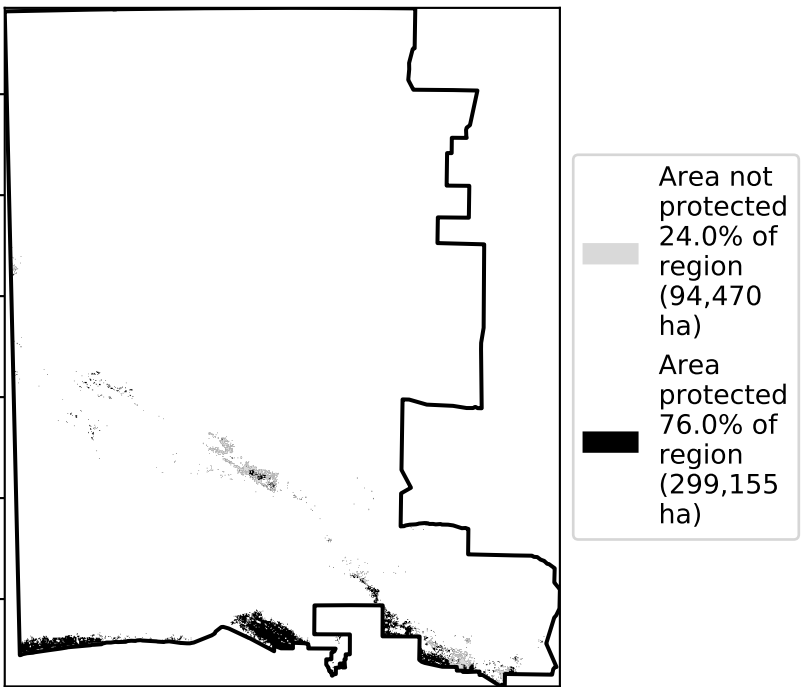 Area not
protected
24.0% of
region
(94,470
ha)
Area
protected
76.0% of
region
(299,155
ha)